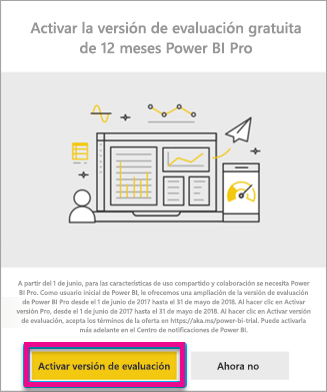 Activar la versión de evaluación gratuita
de 12 meses Power BI Pro
A partir del 1 de junio, para las características de uso compartido y colaboración se necesita Power
BI Pro. Como usuario inicial de Power BI, le ofrecemos una ampliación de la versión de evaluación
de Power BI Pro desde el 1 de junio de 2017 hasta el 31 de mayo de 2018. Al hacer clic en Activar
versión Pro, desde el 1 de junio de 2017 hasta el 31 de mayo de 2018. Al hacer clic en Activar versión
de evaluación, acepta los términos de la oferta en https://aka.ms/power-bi-trial. Puede activarla
más adelante en el Centro de notificaciones de Power BI.
Activar versión de evaluación
Ahora no